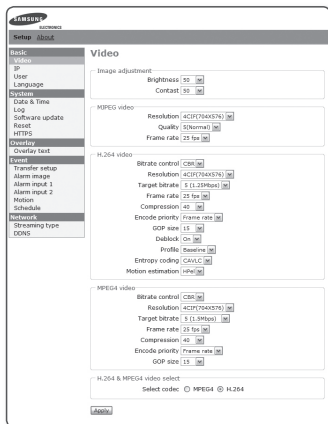 SAMSUNG
ELECTRONICS
Setup About
Basic
Video
IP
User
Language
System
Date & Time
Log
Software update
Reset
HTTPS
Overlay
Overlay text
Event
Transfer setup
Alarm image
Alarm input 1
Alarm input 2
Motion
Schedule
Network
Streaming type
DDNS
Video
Image adjustment
Brightness 50
Contast 50
MPEG video
Resolution 4CIF(704X576)
Quality 5(Normal)
Frame rate 25 fps
H.264 video
Bitrate control CBR
Resolution 4CIF(704X576)
Target bitrate 5 (1.25Mbps)
Frame rate 25 fps
Compression 40
Encode priority Frame rate
GOP size 15
Deblock On
Profile Baseline
Entropy coding CAVLC
Motion estimation HPel
MPEG4 video
Bitrate control CBR
Resolution 4CIF(704X576)
Target bitrate 5 (1.5Mbps)
Frame rate 25 fps
Compression 40
Encode priority Frame rate
GOP size 15
H.264 & MPEG4 video select
Select codec MPEG4 H.264
Apply